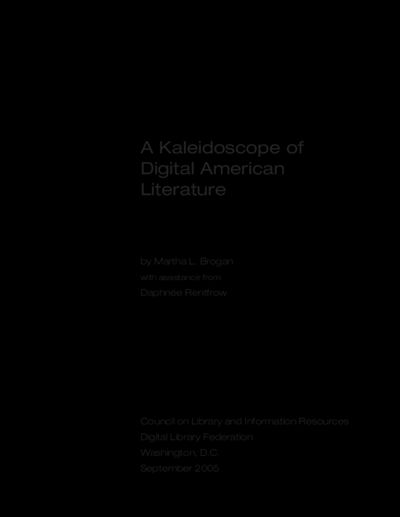 A Kaleidoscope of
Digital American
Literature
by Martha L. Brogan
with assistance from
Daphnée Rentfrow
Council on Library and Information Resources
Digital Library Federation
Washington, D.C.
September 2005